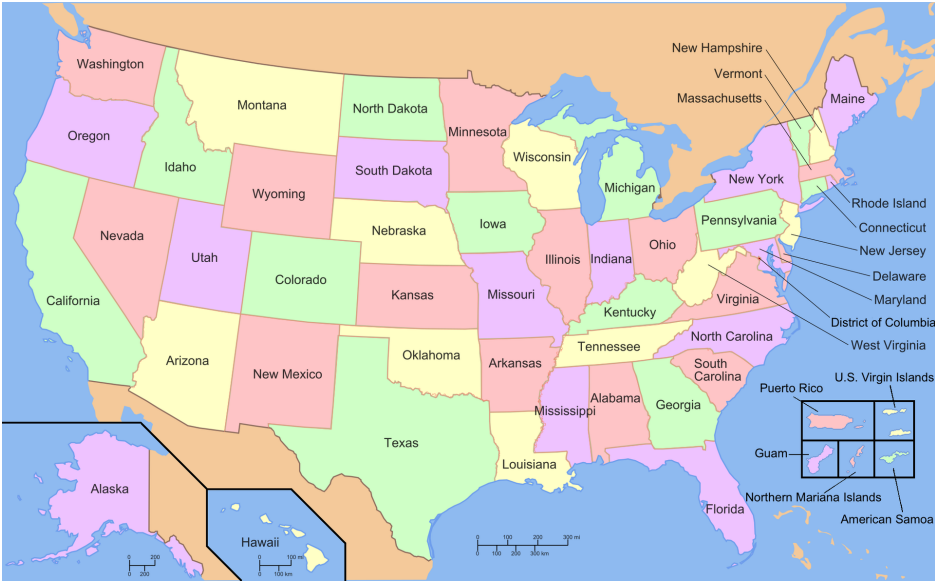 New Hampshire
Vermont
Massachusetts
Washington
Montana
North Dakota
Minnesota
Maine
Oregon
Idaho
Wisconsin
South Dakota
Wyoming
Michigan
New York
Rhode Island
Nevada
Nebraska
Iowa
Pennsylvania
Connecticut
Utah
Colorado
Illinois
Indiana
Ohio
New Jersey
California
Kansas
Missouri
Delaware
Virginia
Maryland
Kentucky
District of Columbia
North Carolina
West Virginia
Arizona
Oklahoma
Tennessee
New Mexico
Arkansas
South
Carolina
U.S. Virgin Islands
Puerto Rico
Mississippi
Alabama
Georgia
Texas
Louisiana
Guam
Alaska
Florida
Northern Mariana Islands
American Samoa
Hawaii
0 200
0 200
0 100 mi
0 100 km
0 100 200 300 mi
0 100 200 300 km